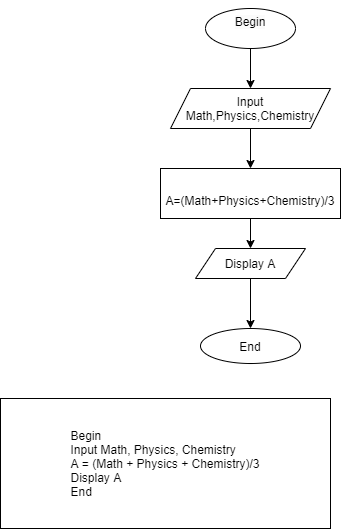 Begin
Input
Math,Physics,Chemistry
A=(Math+Physics+Chemistry)/3
Display A
End
Begin
Input Math, Physics, Chemistry
A = (Math + Physics + Chemistry)/3
Display A
End